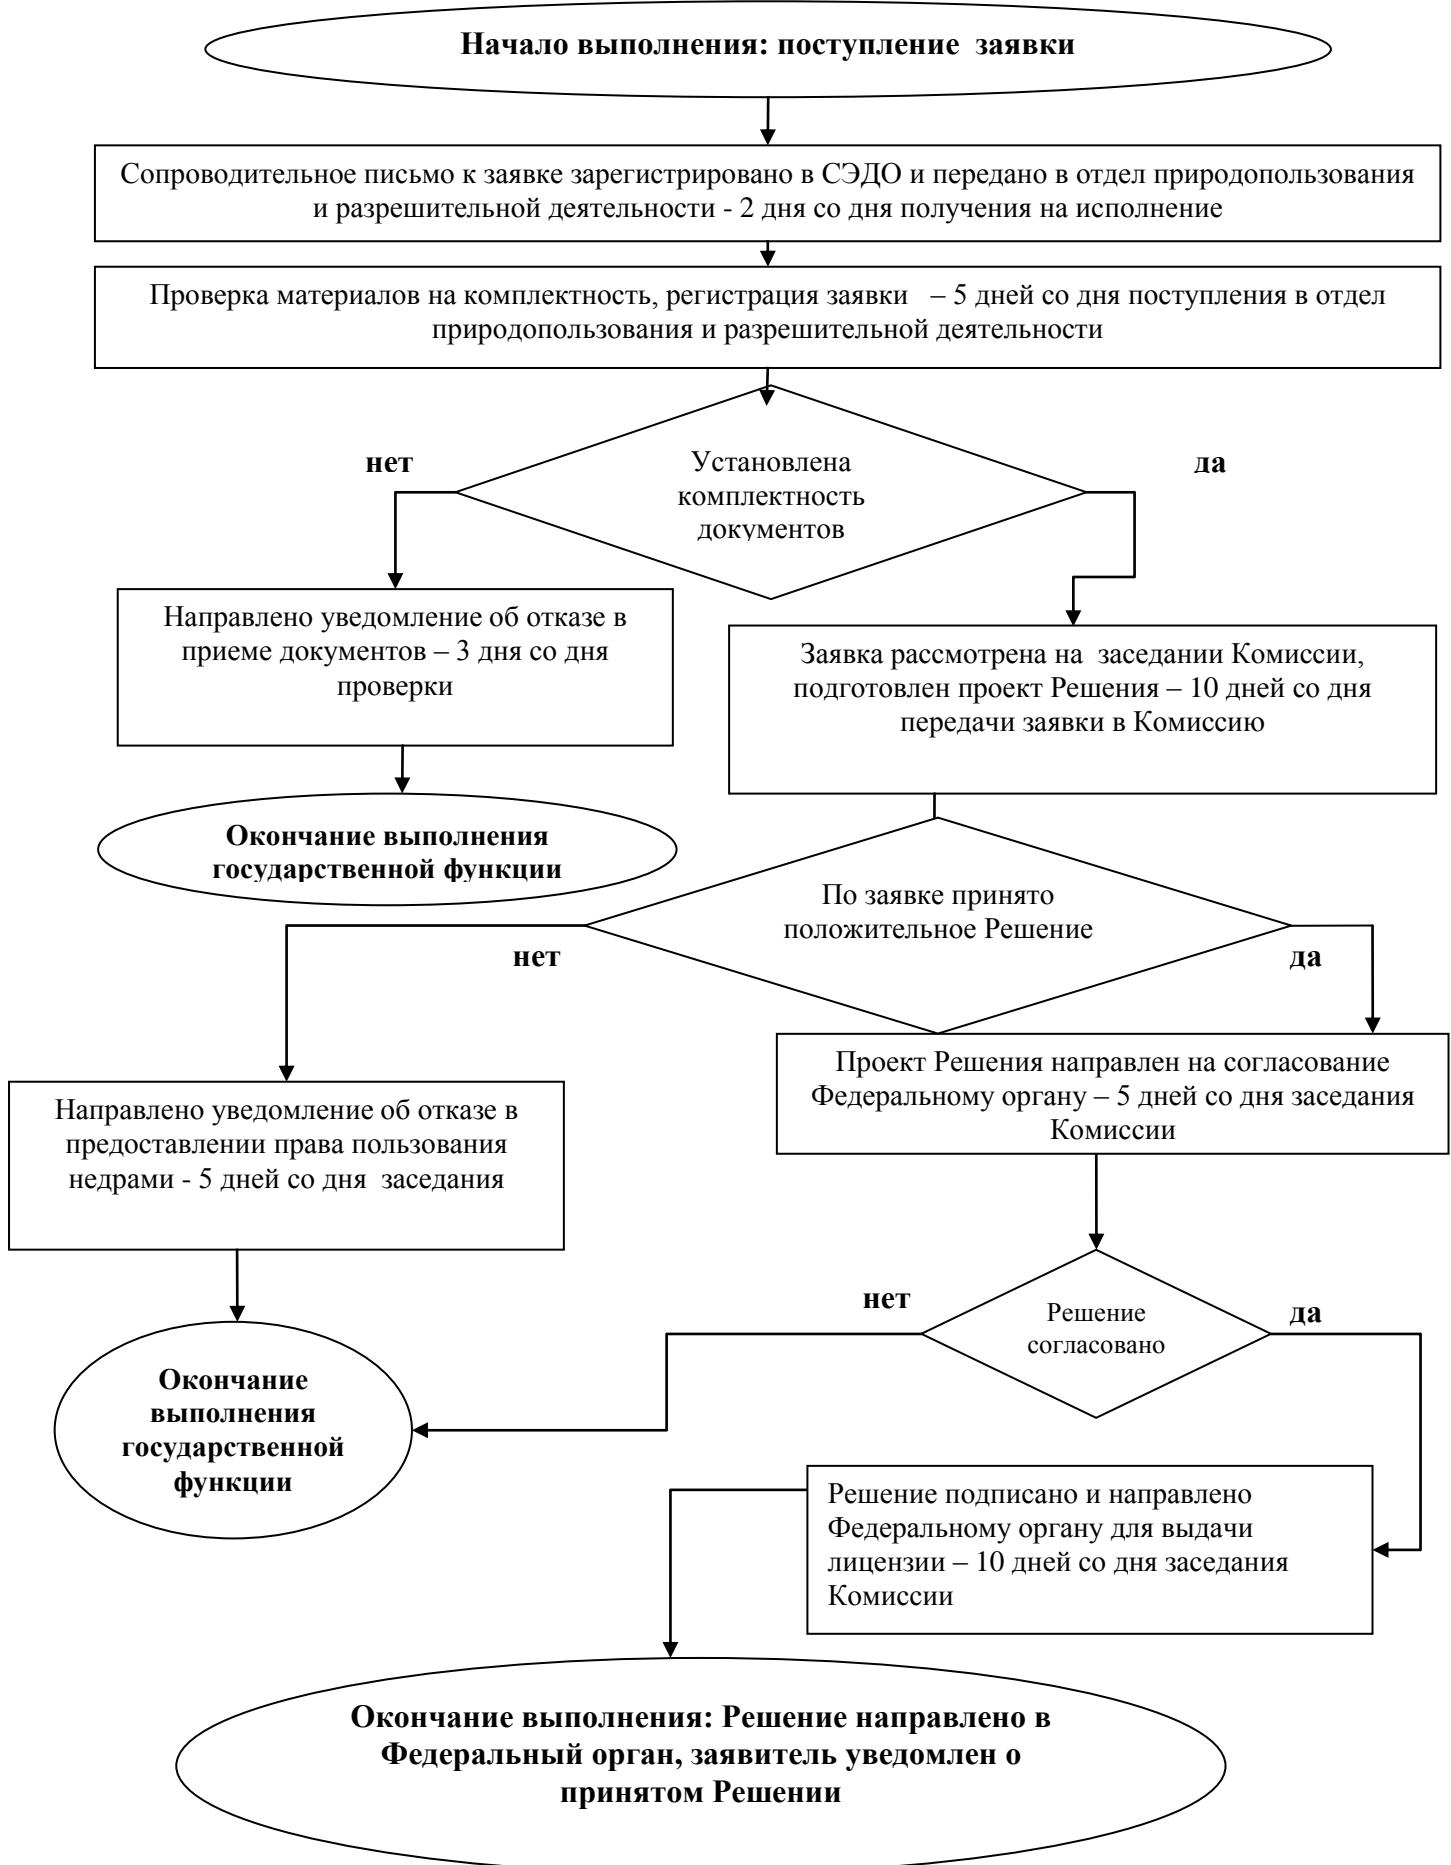 Начало выполнения: поступление заявки
Сопроводительное письмо к заявке зарегистрировано в СЭДО и передано в отдел природопользования
и разрешительной деятельности - 2 дня со дня получения на исполнение
Проверка материалов на комплектность, регистрация заявки – 5 дней со дня поступления в отдел
природопользования и разрешительной деятельности
нет
да
Установлена
комплектность
документов
Направлено уведомление об отказе в
приеме документов – 3 дня со дня
проверки
Заявка рассмотрена на заседании Комиссии,
подготовлен проект Решения – 10 дней со дня
передачи заявки в Комиссию
Окончание выполнения
государственной функции
По заявке принято
положительное Решение
нет
да
Проект Решения направлен на согласование
Федеральному органу – 5 дней со дня заседания
Комиссии
Направлено уведомление об отказе в
предоставлении права пользования
недрами - 5 дней со дня заседания
нет
да
Решение
согласовано
Окончание
выполнения
государственной
функции
Решение подписано и направлено
Федеральному органу для выдачи
лицензии – 10 дней со дня заседания
Комиссии
Окончание выполнения: Решение направлено в
Федеральный орган, заявитель уведомлен о
принятом Решении